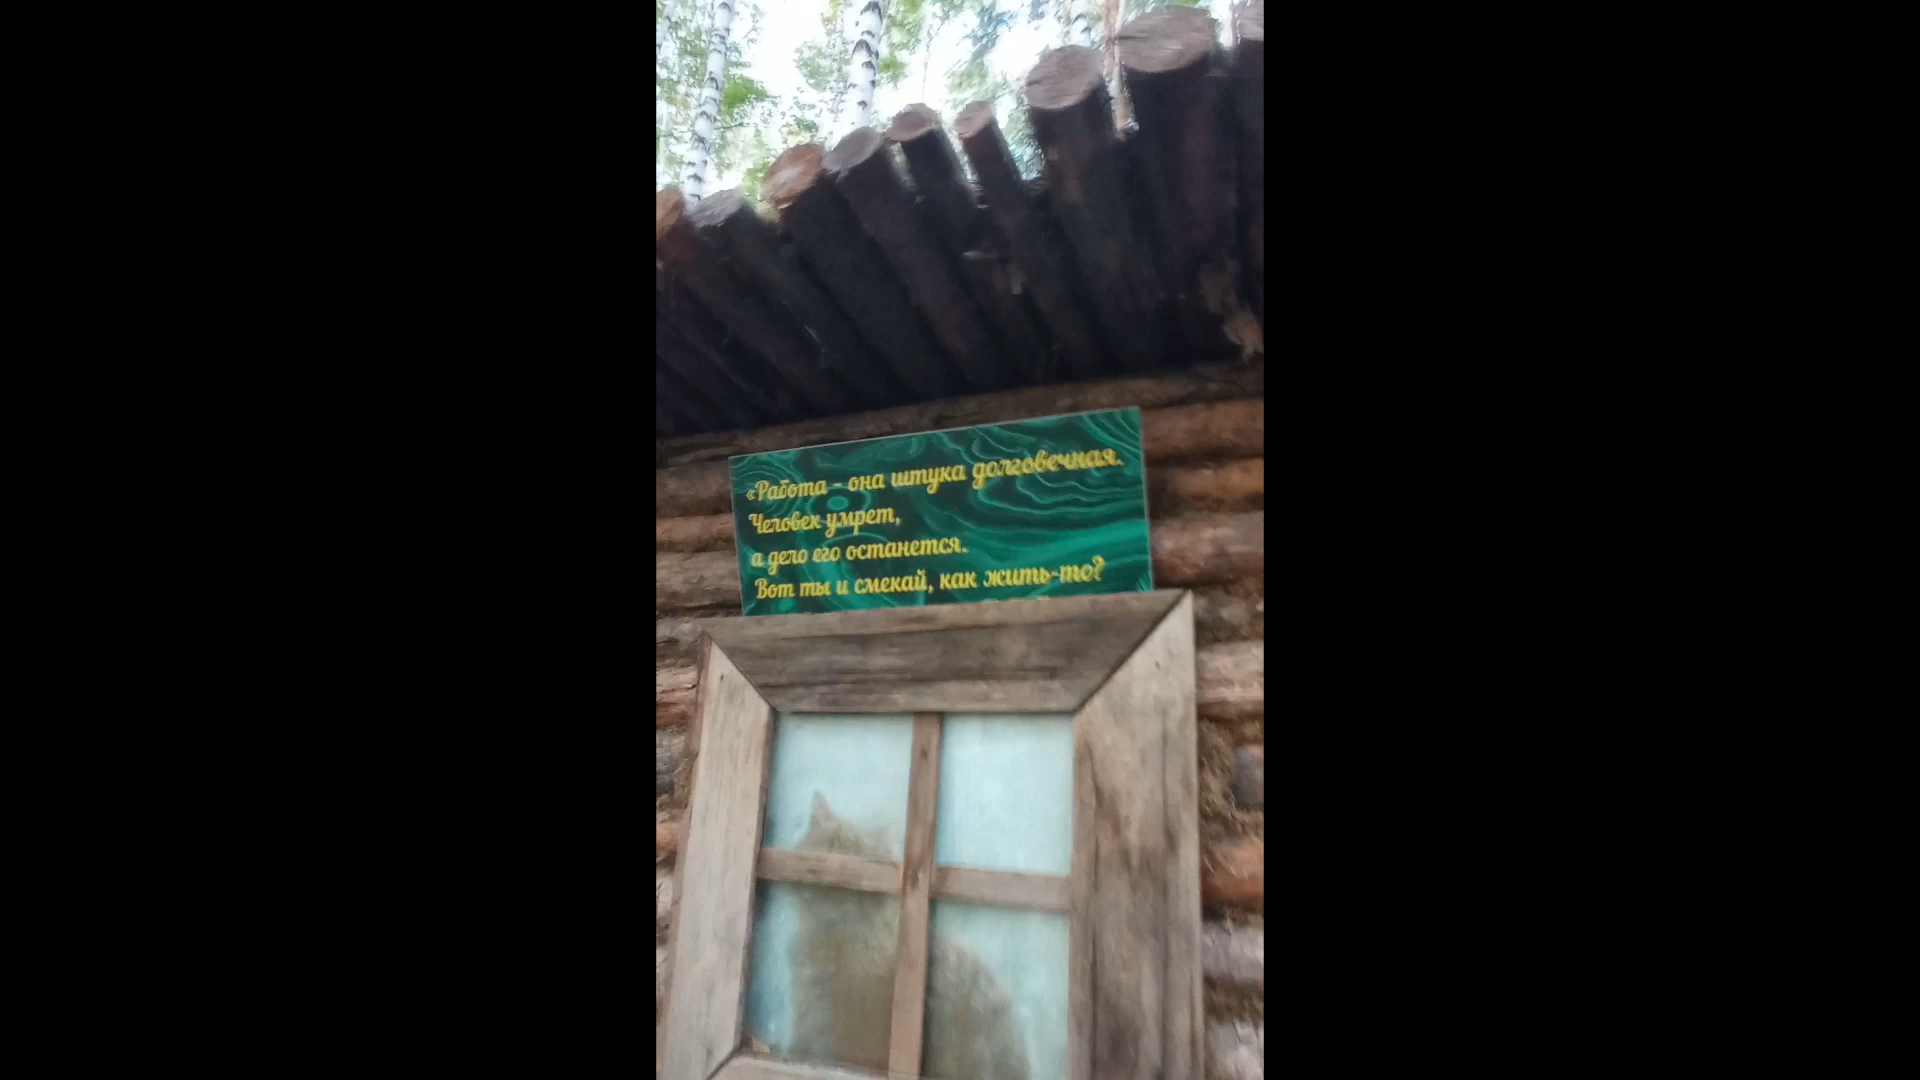 «Работа - она штука долговечная.
Человек умрет,
а дело его останется.
Вот ты и смекай, как жить-то?